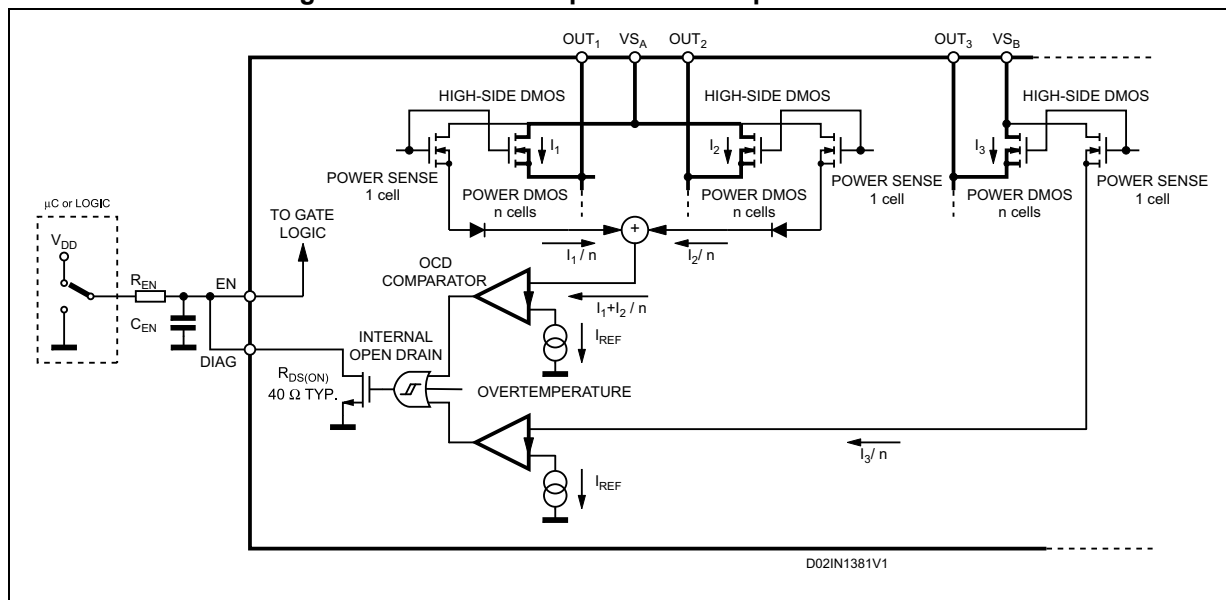 OUT1 VSA OUT2 OUT3 VSB
HIGH-SIDE DMOS HIGH-SIDE DMOS HIGH-SIDE DMOS
I1 I2 I3
POWER SENSE
1 cell
POWER DMOS
n cells
POWER DMOS
n cells
POWER SENSE
1 cell
POWER DMOS
n cells
POWER SENSE
1 cell
μC or LOGIC
VDD
TO GATE
LOGIC
+
I1 / n I2/ n
OCD
COMPARATOR
REN
EN
CEN
I1+I2 / n
IREF
DIAG
INTERNAL
OPEN DRAIN
RDS(ON)
40 Ω TYP.
OVERTEMPERATURE
I3/ n
IREF
D02IN1381V1